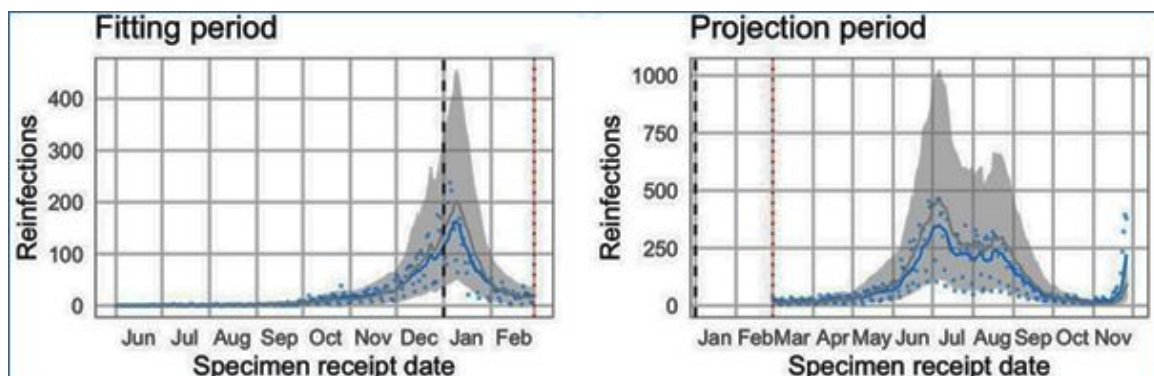 Fitting period
Reinfections
400
300
200
100
0
Jun Jul Aug Sep Oct Nov Dec Jan Feb
Specimen receipt date
Projection period
Reinfections
1000
750
500
250
0
Jan Feb Mar Apr May Jun Jul Aug Sep Oct Nov
Specimen receipt date